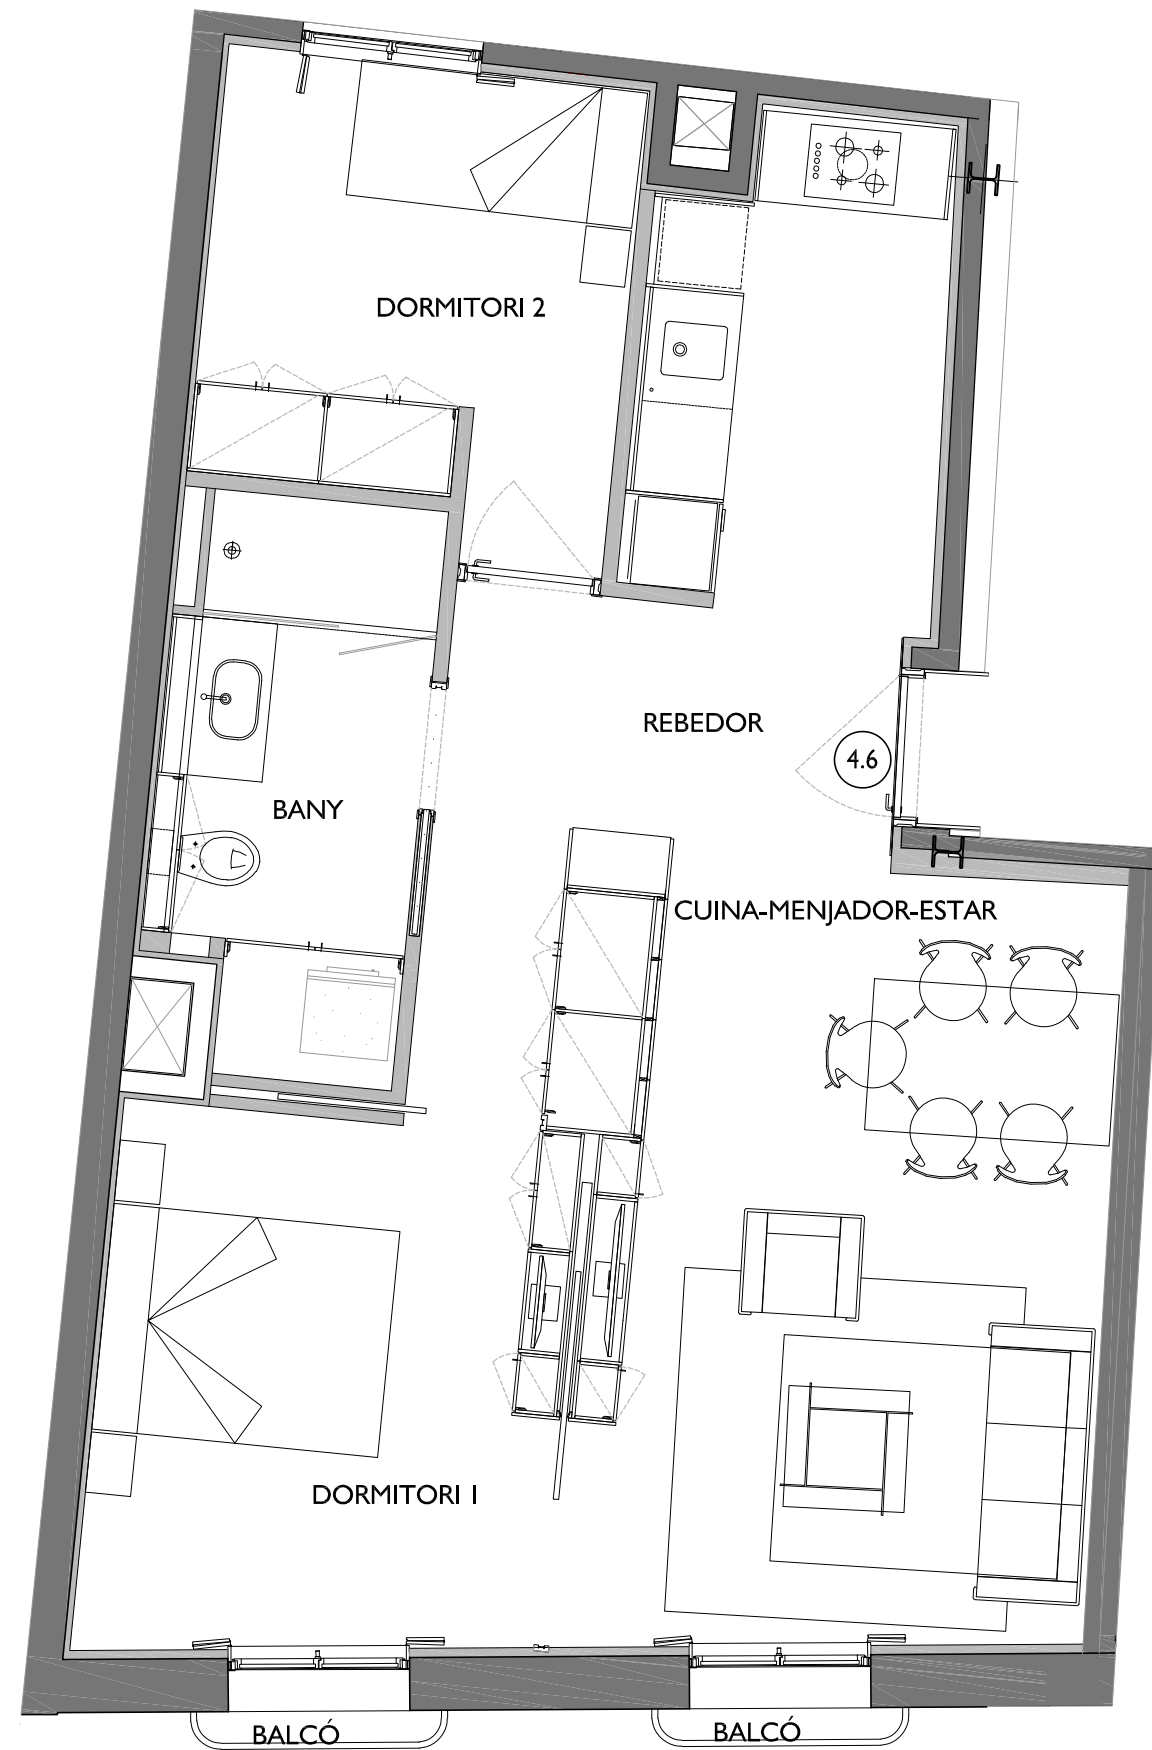 DORMITORI 2
REBEDOR
4.6
BANY
CUINA-MENJADOR-ESTAR
DORMITORI 1
BALCÓ
BALCÓ